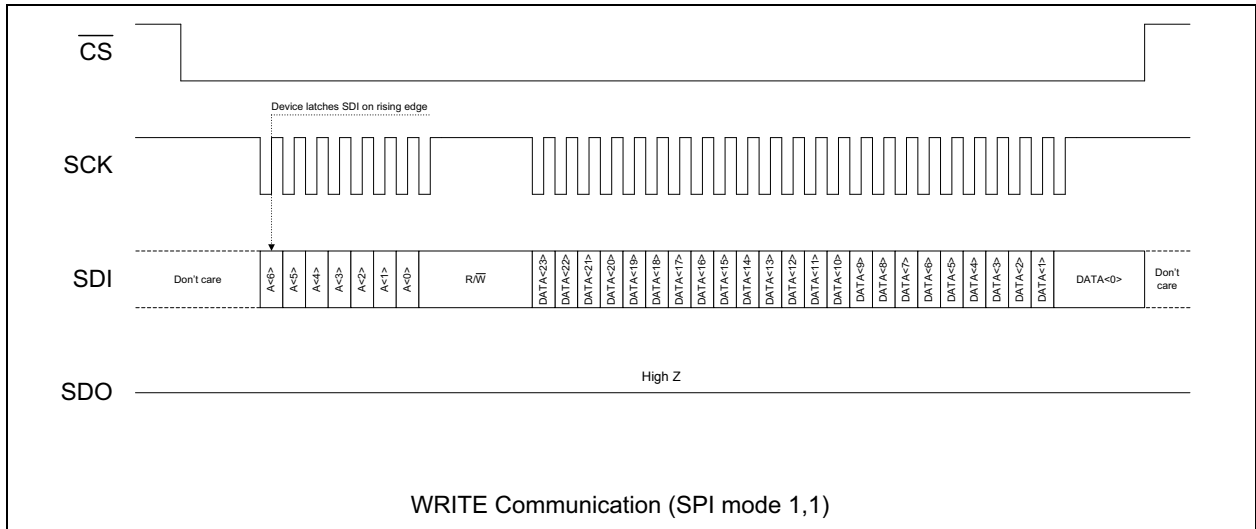 CS
Device latches SDI on rising edge
SCK
SDI
Don't care
A<6>
A<5>
A<4>
A<3>
A<2>
A<1>
A<0>
R/W
DATA<23>
DATA<22>
DATA<21>
DATA<20>
DATA<19>
DATA<18>
DATA<17>
DATA<16>
DATA<15>
DATA<14>
DATA<13>
DATA<12>
DATA<11>
DATA<10>
DATA<9>
DATA<8>
DATA<7>
DATA<6>
DATA<5>
DATA<4>
DATA<3>
DATA<2>
DATA<1>
DATA<0>
Don't
care
High Z
SDO
WRITE Communication (SPI mode 1,1)